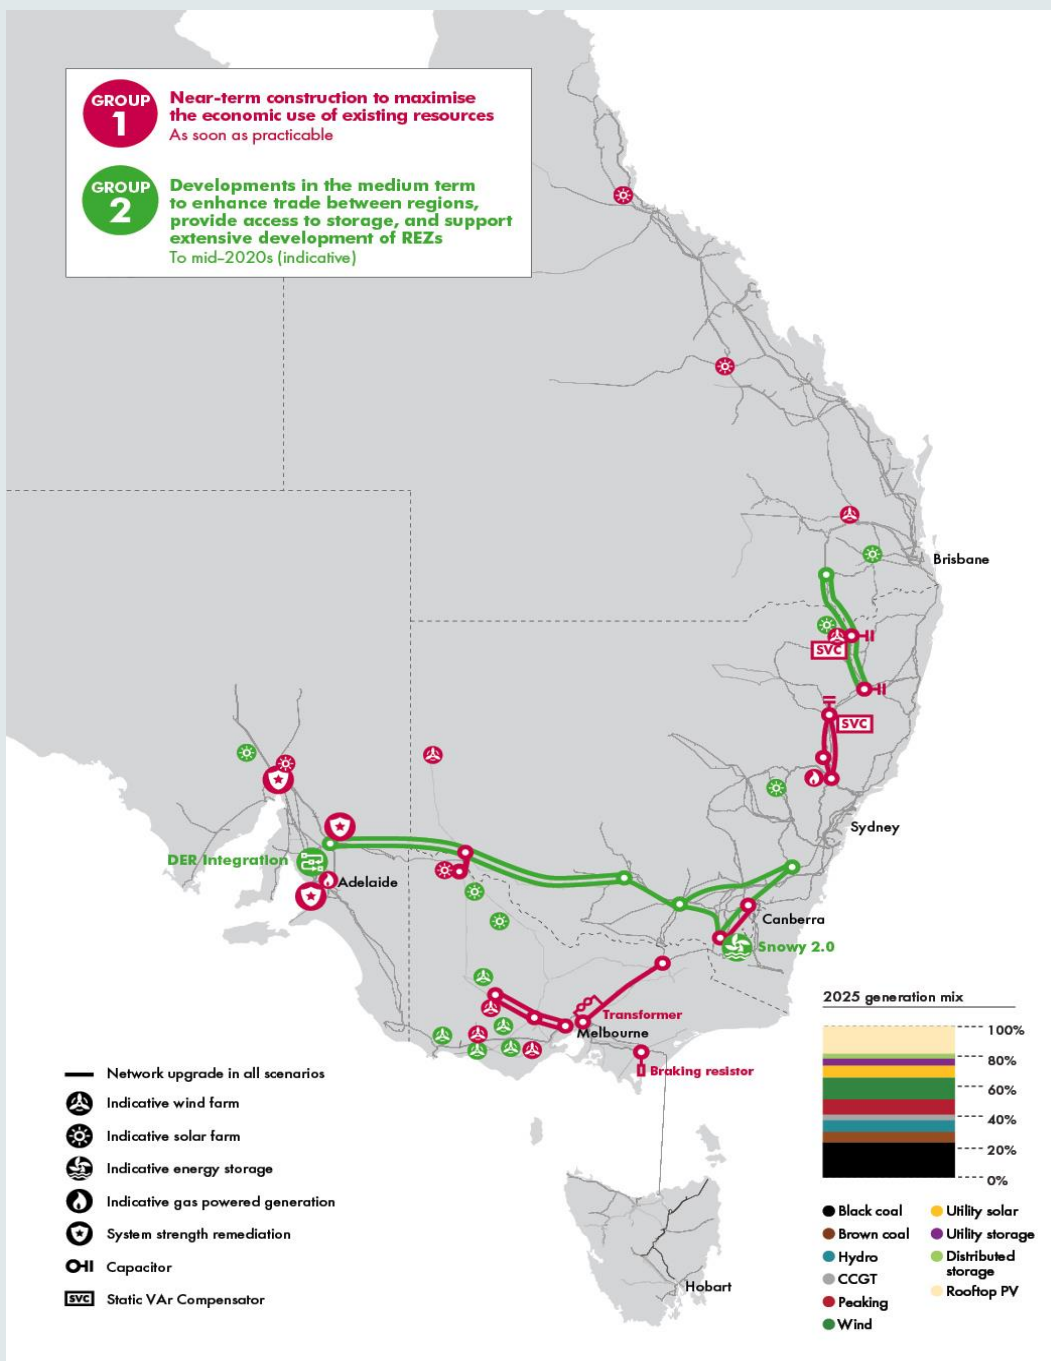 GROUP
1
Near-term construction to maximise
the economic use of existing resources
As soon as practicable
GROUP
2
Developments in the medium term
to enhance trade between regions,
provide access to storage, and support
extensive development of REZs
To mid-2020s (indicative)
Brisbane
SVC
SVC
Sydney
DER Integration
Adelaide
Canberra
Snowy 2.0
Transformer
Melbourne
Braking resistor
Hobart
Network upgrade in all scenarios
Indicative wind farm
Indicative solar farm
Indicative energy storage
Indicative gas powered generation
System strength remediation
Capacitor
SVC Static VAr Compensator
2025 generation mix
100%
80%
60%
40%
20%
0%
Black coal
Brown coal
Hydro
CCGT
Peaking
Wind
Utility solar
Utility storage
Distributed
storage
Rooftop PV